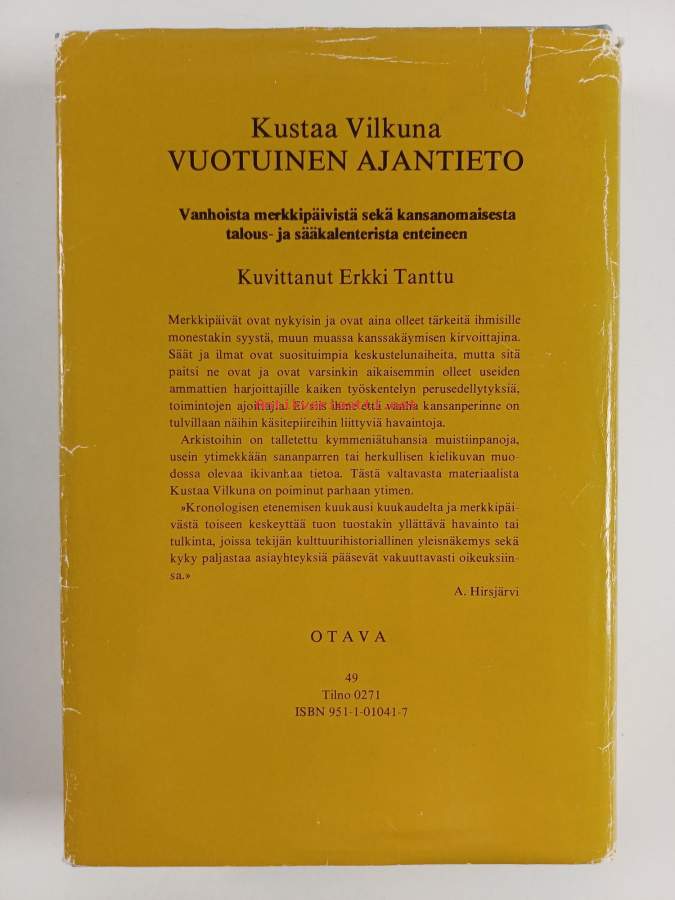 Kustaa Vilkuna
VUOTUINEN AJANTIETO
Vanhoista merkkipäivistä sekä kansanomaisesta
talous- ja sääkalenterista enteineen
Kuvittanut Erkki Tanttu
Merkkipäivät ovat nykyisin ja ovat aina olleet tärkeitä ihmisille
monestakin syystä, muun muassa kanssakäymisen kirvoittajina.
Säät ja ilmat ovat suosituimpia keskustelunaiheita, mutta sitä
paitsi ne ovat ja ovat varsinkin aikaisemmin olleet useiden
ammattien harjoittajille kaiken työskentelyn perusedellytyksiä,
toimintojen ajoittajia. Ei siis ihme että vanha kansanperinne on
tulvillaan näihin käsitepiireihin liittyviä havaintoja.
Arkistoihin on talletettu kymmeniätuhansia muistiinpanoja,
usein ytimekkään sananparren tai herkullisen kielikuvan muo-
dossa olevaa ikivanhaa tietoa. Tästä valtavasta materiaalista
Kustaa Vilkuna on poiminut parhaan ytimen.
»Kronologisen etenemisen kuukausi kuukaudelta ja merkkipäi-
västä toiseen keskeyttää tuon tuostakin yllättävä havainto tai
tulkinta, joissa tekijän kulttuurihistoriallinen yleisnäkemys sekä
kyky paljastaa asiayhteyksiä pääsevät vakuuttavasti oikeuksiin-
sa.»
A. Hirsjärvi
OTAVA
49
Tilno 0271
ISBN 951-1-01041-7